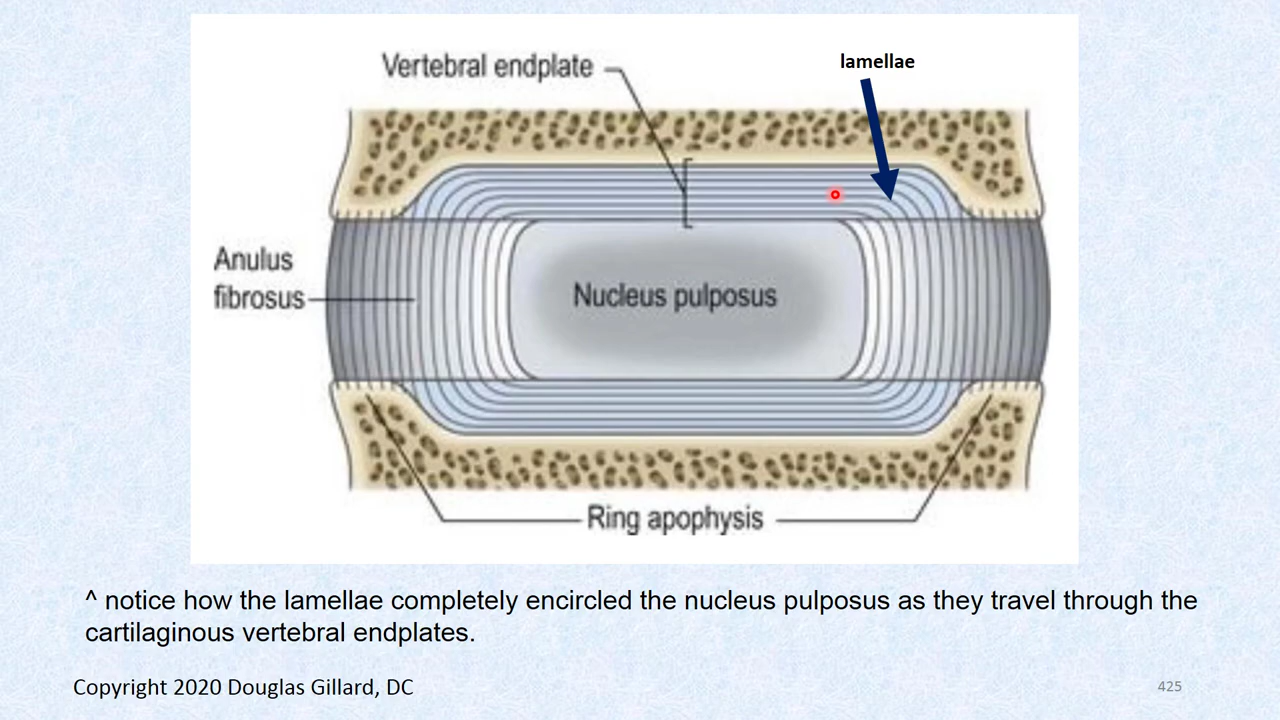 Vertebral endplate
lamellae
Anulus
fibrosus
Nucleus pulposus
Ring apophysis
^ notice how the lamellae completely encircled the nucleus pulposus as they travel through the
cartilaginous vertebral endplates.
Copyright 2020 Douglas Gillard, DC
425